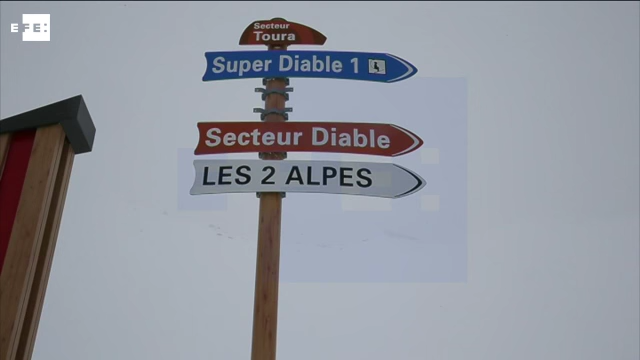 EFE:
Secteur
Toura
Super Diable 1
Secteur Diable
LES 2 ALPES